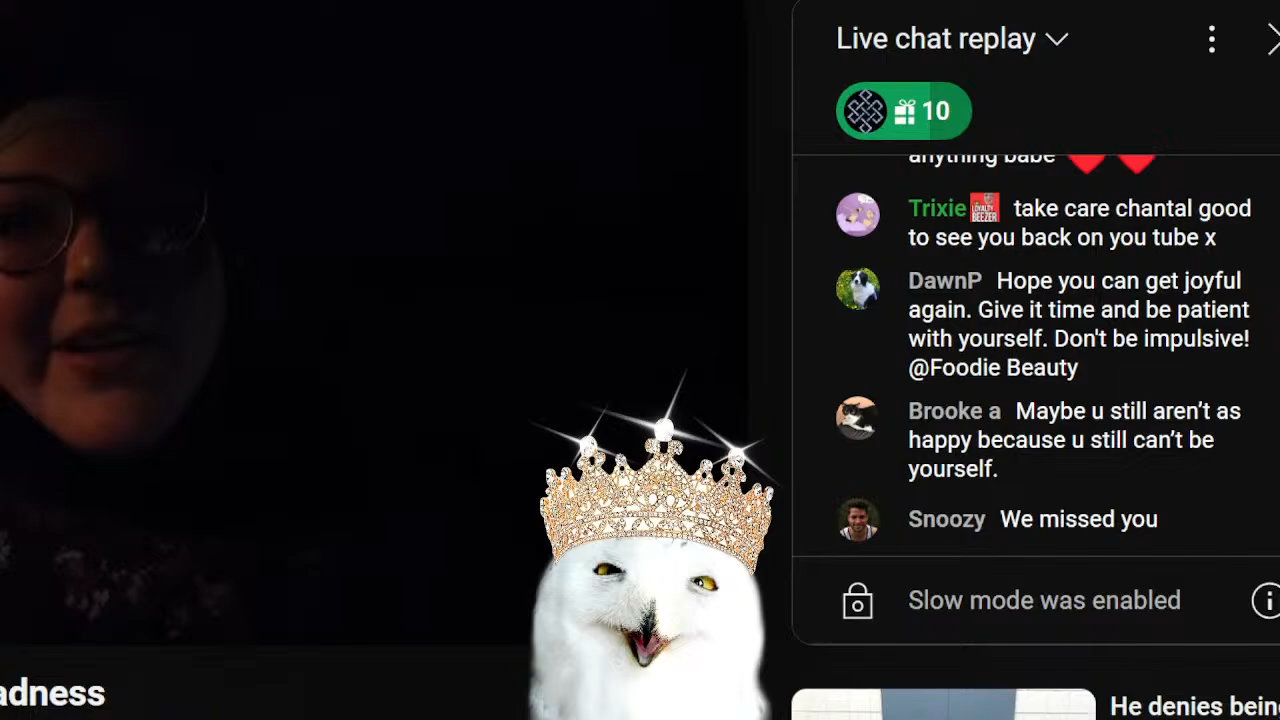 Live chat replay
10
anything babe
Trixie LOYALTY BEEZER take care chantal good
to see you back on you tube x
DawnP Hope you can get joyful
again. Give it time and be patient
with yourself. Don't be impulsive!
@Foodie Beauty
Brooke a Maybe u still aren’t as
happy because u still can’t be
yourself.
Snoozy We missed you
Slow mode was enabled
adness
He denies being